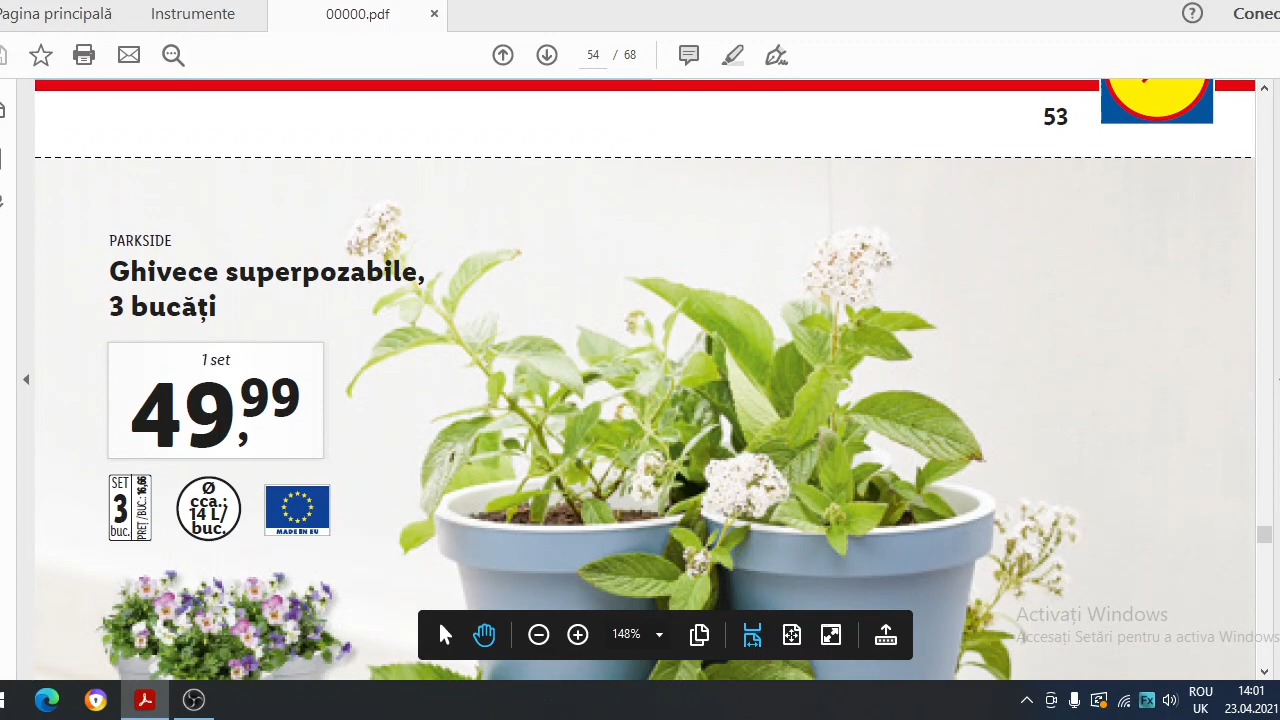 Pagina principală
Instrumente
00000.pdf
×
?
54 / 68
53
PARKSIDE
Ghivece superpozabile,
3 bucăți
1 set
49,99
SET
3
buc.
PREȚ/BUC. 16,66
Ø
cca.:
14 L/
buc.
MADE IN EU
148%
Activați Windows
Accesați Setări pentru a activa Windows
Fx
ROU
UK
14:01
23.04.2021